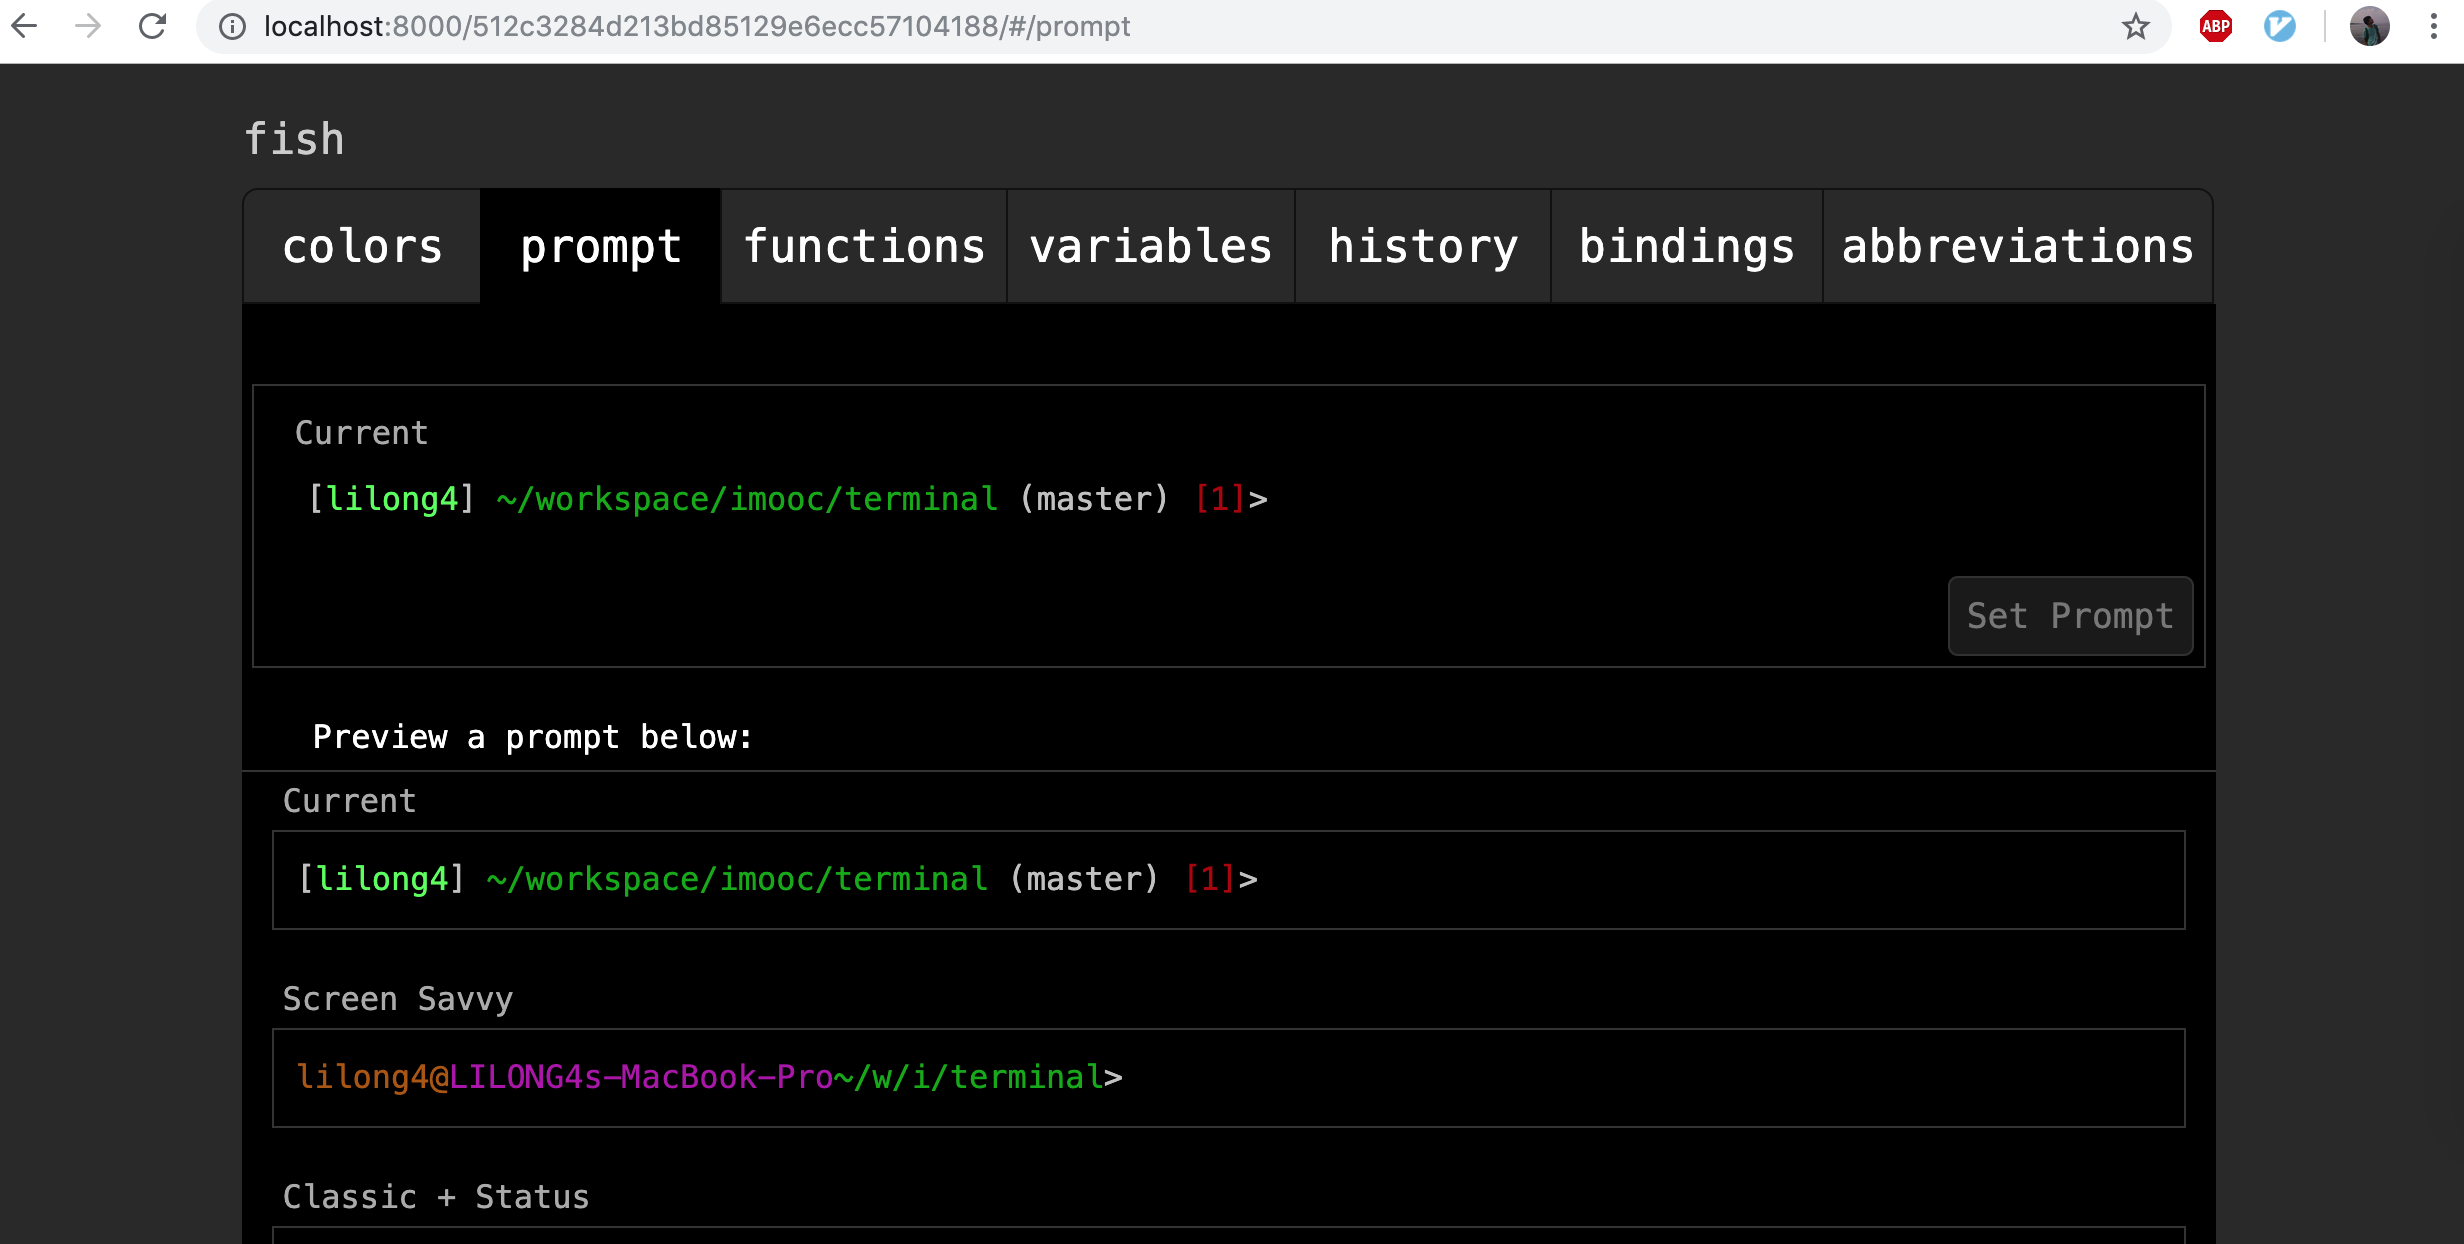 localhost:8000/512c3284d213bd85129e6ecc57104188/#/prompt
ABP
fish
colors prompt functions variables history bindings abbreviations
Current
[lilong4] ~/workspace/imooc/terminal (master) [1]>
Set Prompt
Preview a prompt below:
Current
[lilong4] ~/workspace/imooc/terminal (master) [1]>
Screen Savvy
lilong4@LILONG4s-MacBook-Pro~/w/i/terminal>
Classic + Status